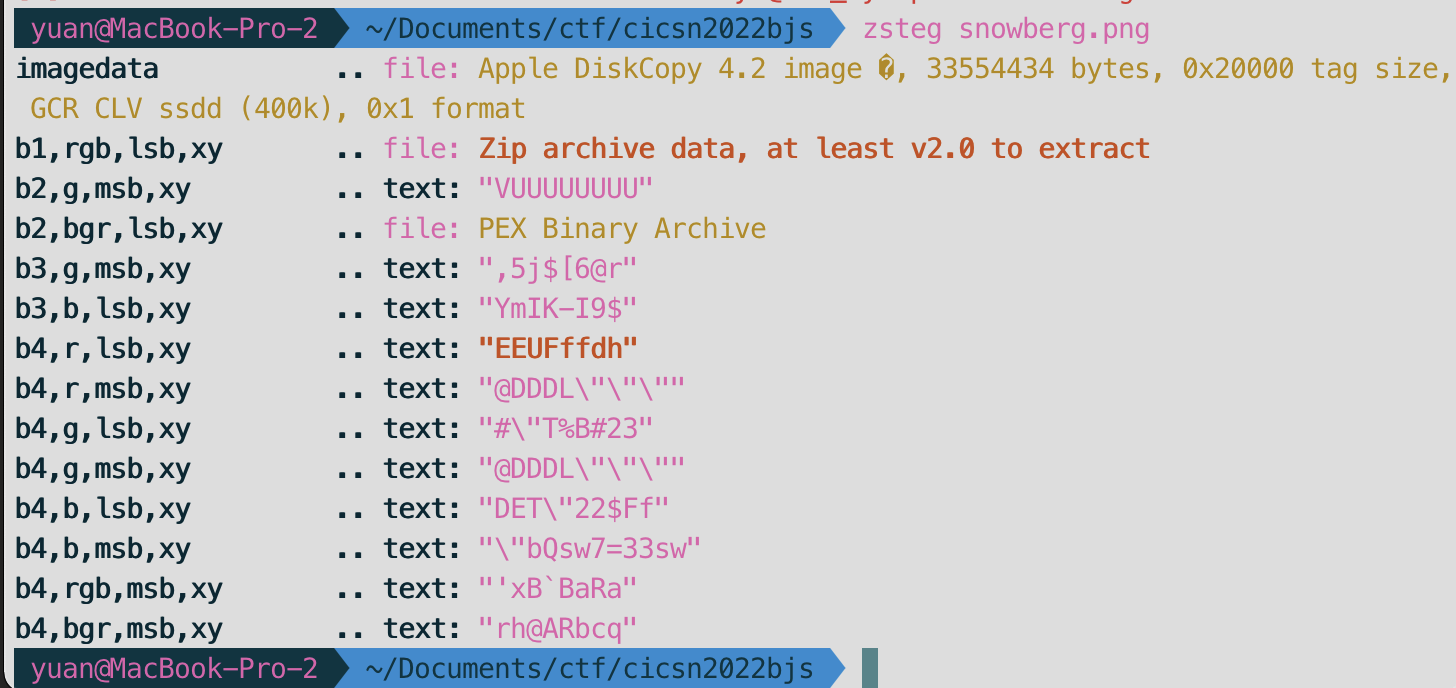 yuan@MacBook-Pro-2 ~/Documents/ctf/cicsn2022bjs zsteg snowberg.png
imagedata .. file: Apple DiskCopy 4.2 image �, 33554434 bytes, 0x20000 tag size,
GCR CLV ssdd (400k), 0x1 format
b1,rgb,lsb,xy .. file: Zip archive data, at least v2.0 to extract
b2,g,msb,xy .. text: "VUUUUUUUU"
b2,bgr,lsb,xy .. file: PEX Binary Archive
b3,g,msb,xy .. text: ",5j$[6@r"
b3,b,lsb,xy .. text: "YmIK-I9$"
b4,r,lsb,xy .. text: "EEUFffdh"
b4,r,msb,xy .. text: "@DDDL\"\"\""
b4,g,lsb,xy .. text: "#\"T%B#23"
b4,g,msb,xy .. text: "@DDDL\"\"\""
b4,b,lsb,xy .. text: "DET\"22$Ff"
b4,b,msb,xy .. text: "\"bQsw7=33sw"
b4,rgb,msb,xy .. text: "'xB`BaRa"
b4,bgr,msb,xy .. text: "rh@ARbcq"
yuan@MacBook-Pro-2 ~/Documents/ctf/cicsn2022bjs